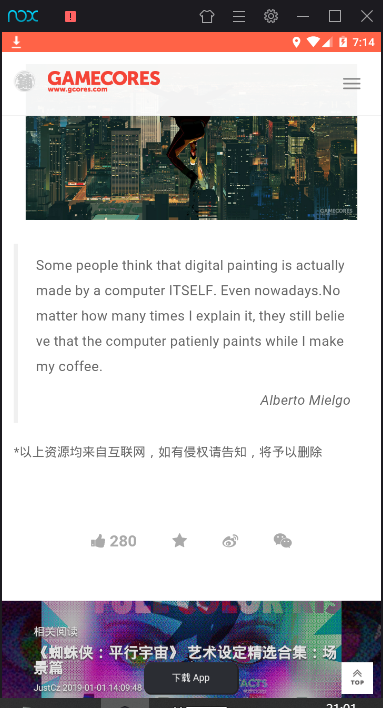 nox
7:14
GAMECORES
www.gcores.com
GAMECORES
Some people think that digital painting is actually
made by a computer ITSELF. Even nowadays.No
matter how many times I explain it, they still belie
ve that the computer patienly paints while I make
my coffee.
Alberto Mielgo
*以上资源均来自互联网，如有侵权请告知，将予以删除
280
相关阅读
《蜘蛛侠：平行宇宙》 艺术设定精选合集：场
景篇
JustCz 2019-01-01 14:09:48
下载 App
TOP